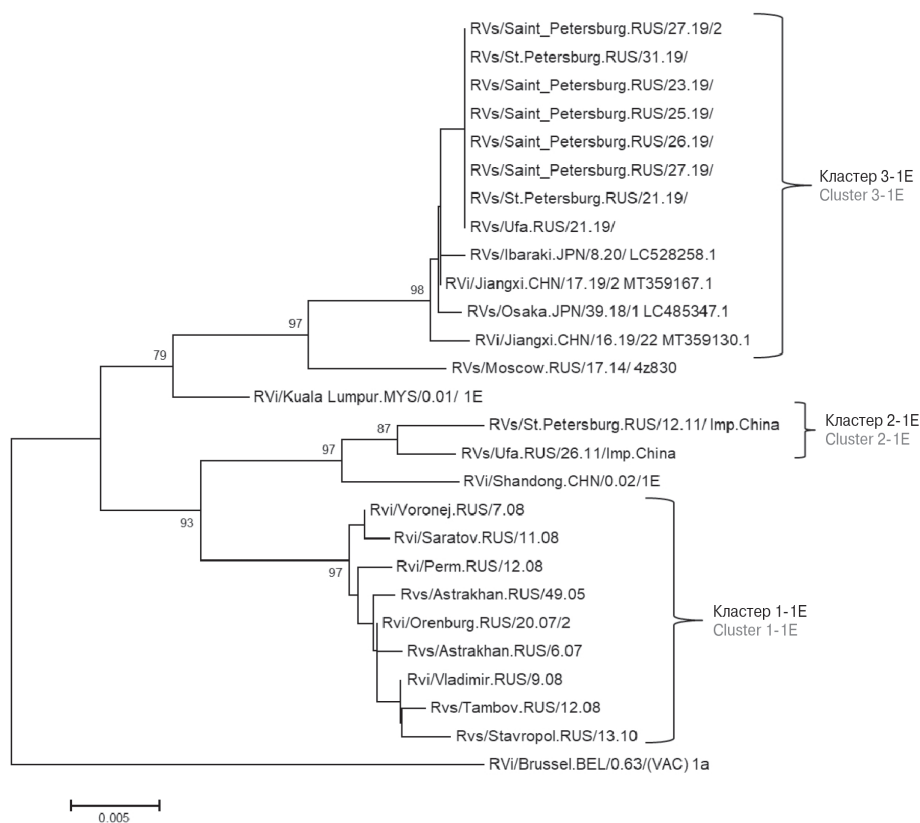 RVs/Saint_Petersburg.RUS/27.19/2
RVs/St.Petersburg.RUS/31.19/
RVs/Saint_Petersburg.RUS/23.19/
RVs/Saint_Petersburg.RUS/25.19/
RVs/Saint_Petersburg.RUS/26.19/
RVs/Saint_Petersburg.RUS/27.19/
RVs/St.Petersburg.RUS/21.19/
RVs/Ufa.RUS/21.19/
RVs/Ibaraki.JPN/8.20/ LC528258.1
RVi/Jiangxi.CHN/17.19/2 MT359167.1
RVs/Osaka.JPN/39.18/1 LC485347.1
RVi/Jiangxi.CHN/16.19/22 MT359130.1
RVs/Moscow.RUS/17.14/ 4z830
RVi/Kuala Lumpur.MYS/0.01/ 1E
RVs/St.Petersburg.RUS/12.11/ Imp.China
RVs/Ufa.RUS/26.11/Imp.China
RVi/Shandong.CHN/0.02/1E
Rvi/Voronej.RUS/7.08
Rvi/Saratov.RUS/11.08
Rvi/Perm.RUS/12.08
Rvs/Astrakhan.RUS/49.05
Rvi/Orenburg.RUS/20.07/2
Rvs/Astrakhan.RUS/6.07
Rvi/Vladimir.RUS/9.08
Rvs/Tambov.RUS/12.08
Rvs/Stavropol.RUS/13.10
RVi/Brussel.BEL/0.63/(VAC) 1a
Кластер 3-1E
Cluster 3-1E
Кластер 2-1E
Cluster 2-1E
Кластер 1-1E
Cluster 1-1E
98
97
79
87
97
93
97
0.005